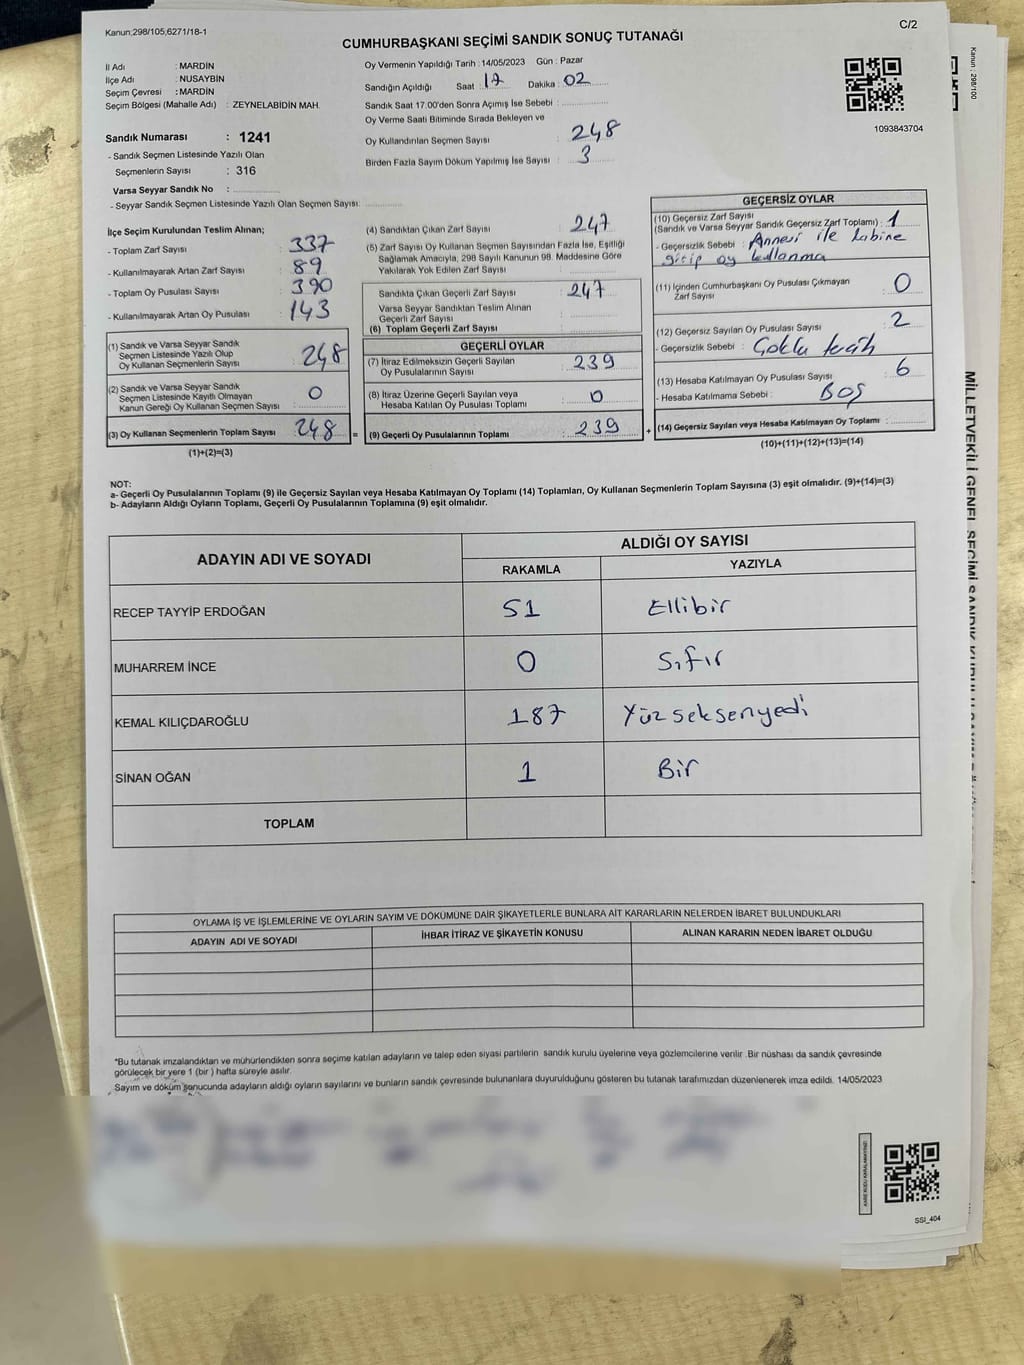 Kanun,298/105,6271/18-1
C/2
CUMHURBAŞKANI SEÇİMİ SANDIK SONUÇ TUTANAĞI
İl Adı : MARDİN
İlçe Adı : NUSAYBİN
Seçim Çevresi : MARDİN
Seçim Bölgesi (Mahalle Adı) : ZEYNELABİDİN MAH.
Sandık Numarası : 1241
- Sandık Seçmen Listesinde Yazılı Olan
Seçmenlerin Sayısı : 316
Varsa Seyyar Sandık No :
- Seyyar Sandık Seçmen Listesinde Yazılı Olan Seçmen Sayısı:
Oy Vermenin Yapıldığı Tarih : 14/05/2023 Gün : Pazar
Sandığın Açıldığı Saat : 17 Dakika : 02
Sandık Saat 17.00'den Sonra Açımış İse Sebebi :
Oy Verme Saati Bitiminde Sırada Bekleyen ve
Oy Kullandırılan Seçmen Sayısı : 248
Birden Fazla Sayım Döküm Yapılmış İse Sayısı : 3
1093843704
Kanun : 298/100
İlçe Seçim Kurulundan Teslim Alınan;
- Toplam Zarf Sayısı : 337
- Kullanılmayarak Artan Zarf Sayısı : 89
- Toplam Oy Pusulası Sayısı : 390
- Kullanılmayarak Artan Oy Pusulası : 143
(1) Sandık ve Varsa Seyyar Sandık
Seçmen Listesinde Yazılı Olup
Oy Kullanan Seçmenlerin Sayısı : 248
(2) Sandık ve Varsa Seyyar Sandık
Seçmen Listesinde Kayıtlı Olmayan
Kanun Gereği Oy Kullanan Seçmen Sayısı : 0
(3) Oy Kullanan Seçmenlerin Toplam Sayısı : 248
(1)+(2)=(3)
(4) Sandıktan Çıkan Zarf Sayısı : 247
(5) Zarf Sayısı Oy Kullanan Seçmen Sayısından Fazla İse, Eşitliği
Sağlamak Amacıyla, 298 Sayılı Kanunun 98. Maddesine Göre
Yakılarak Yok Edilen Zarf Sayısı :
Sandıkta Çıkan Geçerli Zarf Sayısı : 247
Varsa Seyyar Sandıktan Teslim Alınan
Geçerli Zarf Sayısı :
(6) Toplam Geçerli Zarf Sayısı :
GEÇERLİ OYLAR
(7) İtiraz Edilmeksizin Geçerli Sayılan
Oy Pusulalarının Sayısı : 239
(8) İtiraz Üzerine Geçerli Sayılan veya
Hesaba Katılan Oy Pusulası Toplamı : 0
= (9) Geçerli Oy Pusulalarının Toplamı : 239
GEÇERSİZ OYLAR
(10) Geçersiz Zarf Sayısı
(Sandık ve Varsa Seyyar Sandık Geçersiz Zarf Toplamı) : 1
- Geçersizlik Sebebi : Annesi ile kabine
girip oy kullanma
(11) İçinden Cumhurbaşkanı Oy Pusulası Çıkmayan
Zarf Sayısı : 0
(12) Geçersiz Sayılan Oy Pusulası Sayısı : 2
- Geçersizlik Sebebi : Çoklu tercih
(13) Hesaba Katılmayan Oy Pusulası Sayısı : 6
- Hesaba Katılmama Sebebi : BOŞ
+ (14) Geçersiz Sayılan veya Hesaba Katılmayan Oy Toplamı :
(10)+(11)+(12)+(13)=(14)
NOT:
a- Geçerli Oy Pusulalarının Toplamı (9) ile Geçersiz Sayılan veya Hesaba Katılmayan Oy Toplamı (14) Toplamları, Oy Kullanan Seçmenlerin Toplam Sayısına (3) eşit olmalıdır. (9)+(14)=(3)
b- Adayların Aldığı Oyların Toplamı, Geçerli Oy Pusulalarının Toplamına (9) eşit olmalıdır.
ADAYIN ADI VE SOYADI
ALDIĞI OY SAYISI
RAKAMLA YAZIYLA
RECEP TAYYİP ERDOĞAN 51 Ellibir
MUHARREM İNCE 0 Sıfır
KEMAL KILIÇDAROĞLU 187 Yüzseksenyedi
SİNAN OĞAN 1 Bir
TOPLAM
OYLAMA İŞ VE İŞLEMLERİNE VE OYLARIN SAYIM VE DÖKÜMÜNE DAİR ŞİKAYETLERLE BUNLARA AİT KARARLARIN NELERDEN İBARET BULUNDUKLARI
ADAYIN ADI VE SOYADI İHBAR İTİRAZ VE ŞİKAYETİN KONUSU ALINAN KARARIN NEDEN İBARET OLDUĞU
*Bu tutanak imzalandıktan ve mühürlendikten sonra seçime katılan adayların ve talep eden siyasi partilerin sandık kurulu üyelerine veya gözlemcilerine verilir .Bir nüshası da sandık çevresinde
görülecek bir yere 1 (bir ) hafta süreyle asılır.
Sayım ve döküm sonucunda adayların aldığı oyların sayılarını ve bunların sandık çevresinde bulunanlara duyurulduğunu gösteren bu tutanak tarafımızdan düzenlenerek imza edildi. 14/05/2023
SSI_404
MİLLETVEKİLİ GENEL SEÇİMİ SANDIK